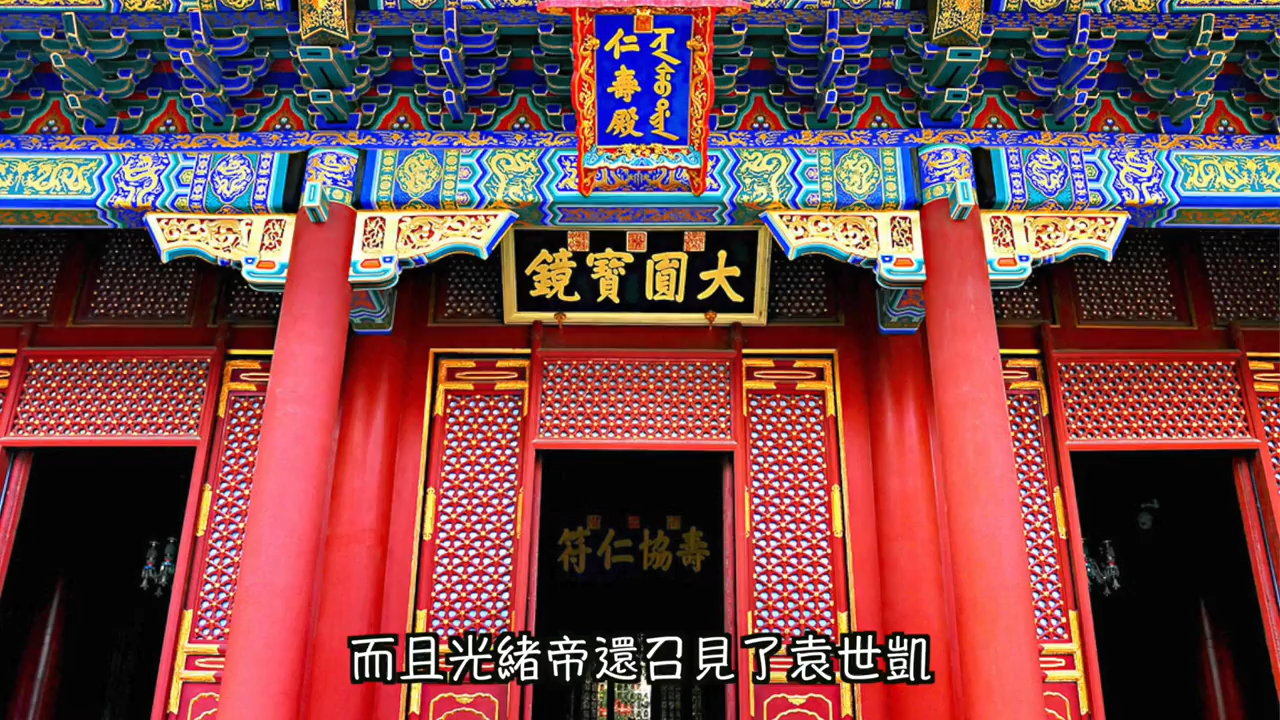 仁壽殿
大圓寶鏡
壽協仁符
而且光緒帝還召見了袁世凱